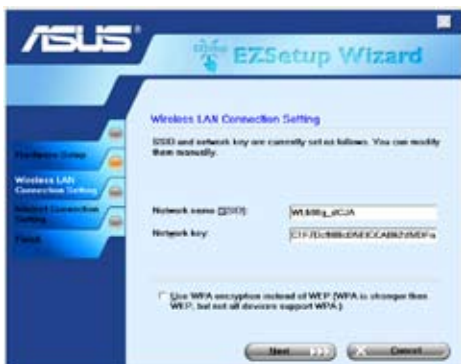 ASUS
EZSetup Wizard
Wireless LAN Connection Setting
SSID and network key are currently set as follows. You can modify
them manually.
Hardware Setup
Wireless LAN
Connection Setting
Internet Connection
Setting
Finish
Network name (SSID):
Network key:
Use WPA encryption instead of WEP (WPA is stronger than
WEP, but not all devices support WPA.)
Next
Cancel